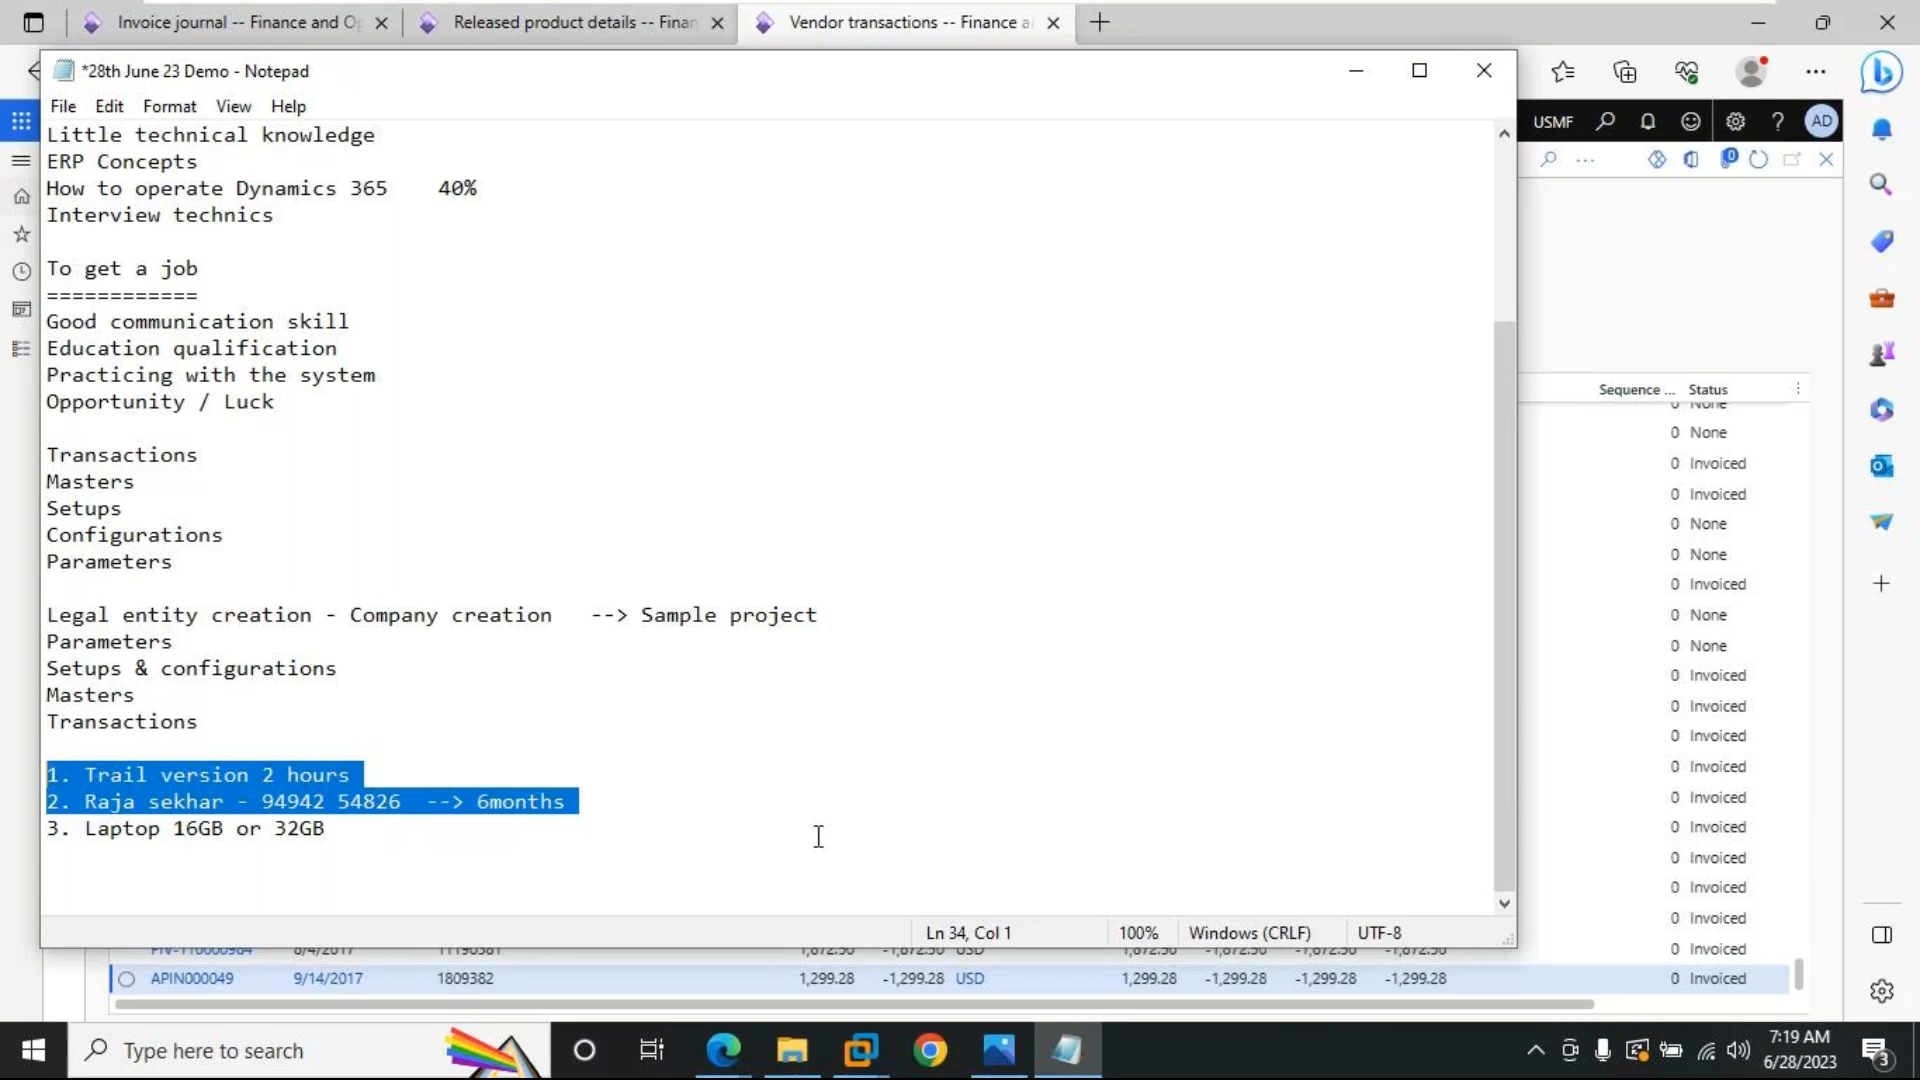 Invoice journal -- Finance and O
Released product details -- Finan
Vendor transactions -- Finance a
*28th June 23 Demo - Notepad
File Edit Format View Help
USMF
AD
Little technical knowledge
ERP Concepts
How to operate Dynamics 365 40%
Interview technics
To get a job
============
Good communication skill
Education qualification
Practicing with the system
Opportunity / Luck
Transactions
Masters
Setups
Configurations
Parameters
Legal entity creation - Company creation --> Sample project
Parameters
Setups & configurations
Masters
Transactions
1. Trail version 2 hours
2. Raja sekhar - 94942 54826 --> 6months
3. Laptop 16GB or 32GB
Sequence ... Status
0 None
0 None
0 Invoiced
0 Invoiced
0 None
0 None
0 Invoiced
0 None
0 None
0 Invoiced
0 Invoiced
0 Invoiced
0 Invoiced
0 Invoiced
0 Invoiced
0 Invoiced
0 Invoiced
0 Invoiced
0 Invoiced
Ln 34, Col 1 100% Windows (CRLF) UTF-8
APIN000049 9/14/2017 1809382 1,299.28 -1,299.28 USD 1,299.28 -1,299.28 -1,299.28 -1,299.28 0 Invoiced
Type here to search
7:19 AM
6/28/2023
3